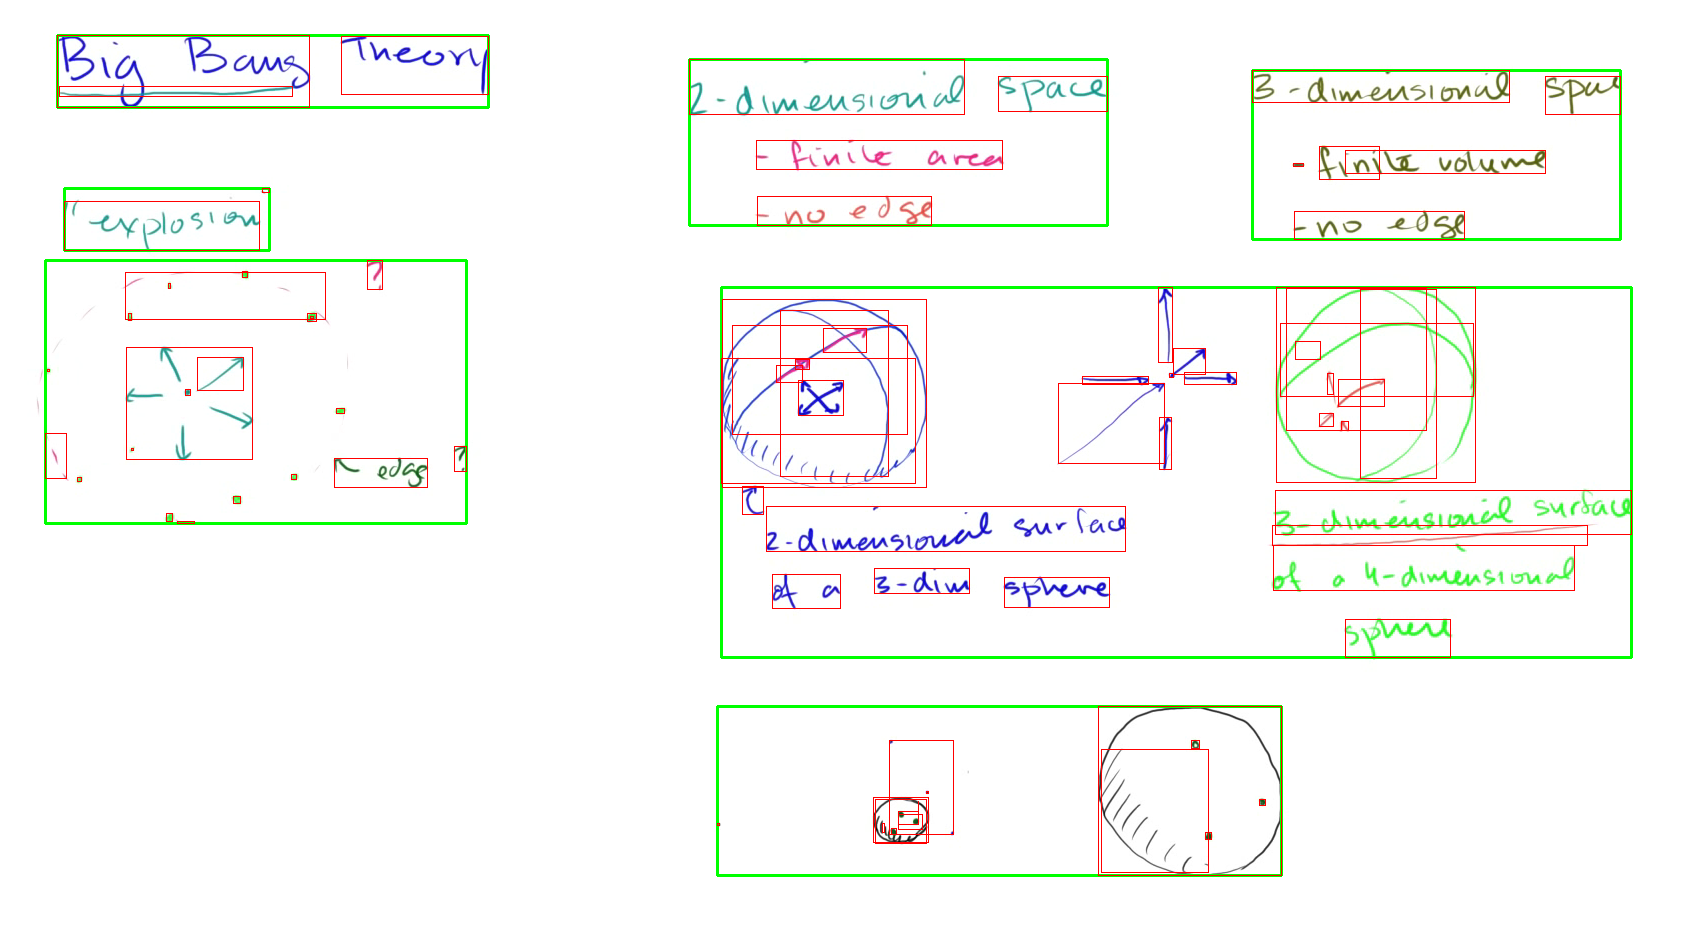 Big Bang Theory
"explosion
?
edge
?
2-dimensional space
- finite area
- no edge
3-dimensional spac
- finite volume
- no edge
2-dimensional surface
of a 3-dim sphere
3-dimensional surface
of a 4-dimensional
sphere